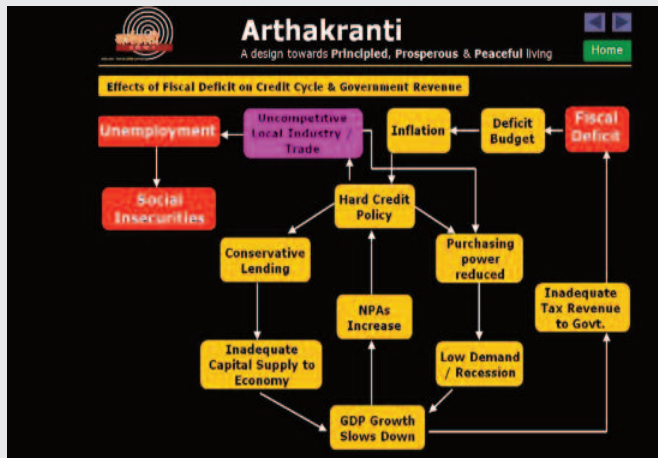 Arthakranti
A design towards Principled, Prosperous & Peaceful living
Home
Effects of Fiscal Deficit on Credit Cycle & Government Revenue
Unemployment
Uncompetitive
Local Industry /
Trade
Inflation
Deficit
Budget
Fiscal
Deficit
Social
Insecurities
Hard Credit
Policy
Conservative
Lending
Purchasing
power
reduced
NPAs
Increase
Inadequate
Tax Revenue
to Govt.
Inadequate
Capital Supply to
Economy
Low Demand
/ Recession
GDP Growth
Slows Down